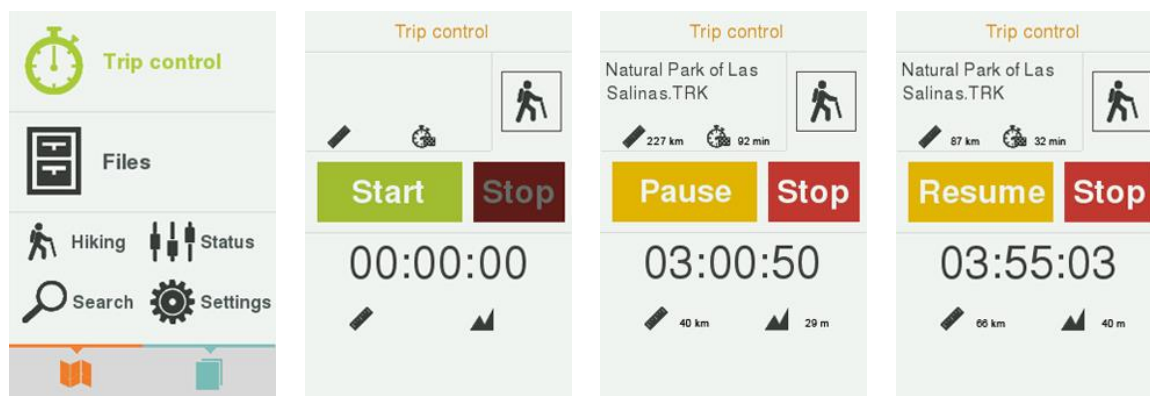 Trip control
Files
Hiking
Status
Search
Settings
Trip control
Start
Stop
00:00:00
Trip control
Natural Park of Las
Salinas.TRK
227 km
92 min
Pause
Stop
03:00:50
40 km
29 m
Trip control
Natural Park of Las
Salinas.TRK
87 km
32 min
Resume
Stop
03:55:03
66 km
40 m